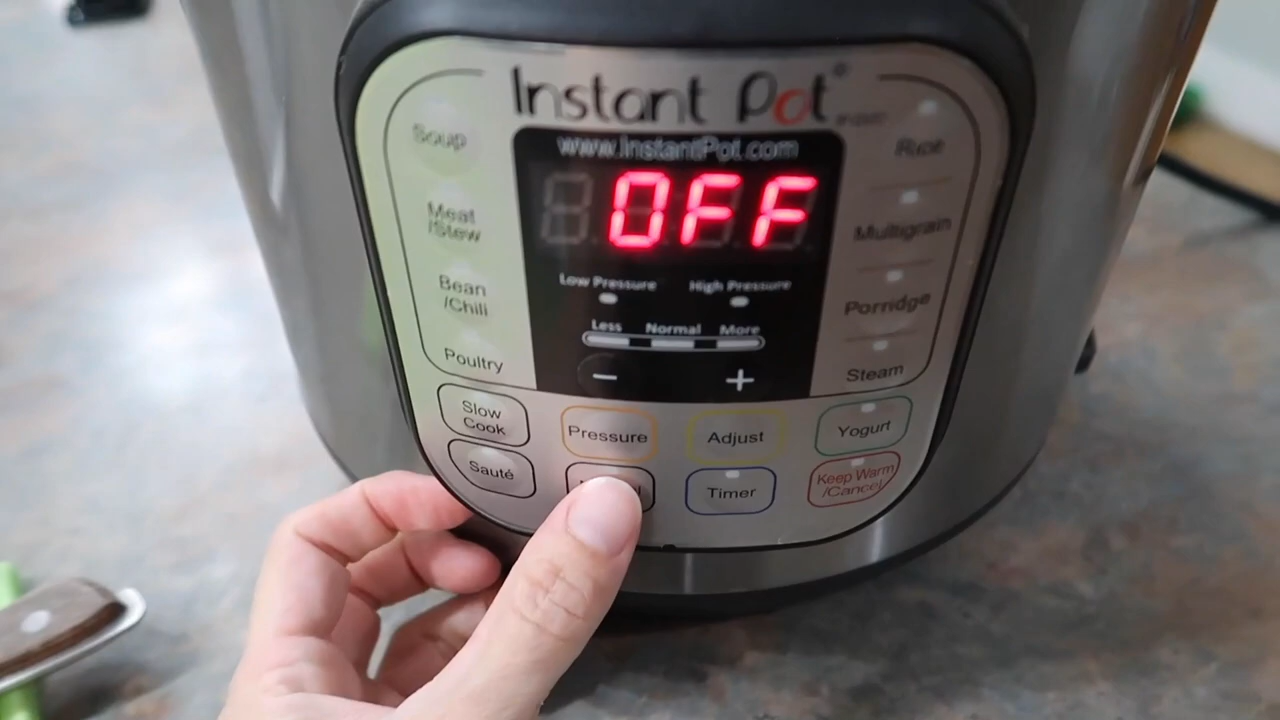 Instant Pot
www.InstantPot.com
OFF
Soup
Meat
/Stew
Bean
/Chili
Poultry
Low Pressure High Pressure
Less Normal More
− +
Rice
Multigrain
Porridge
Steam
Slow
Cook
Pressure
Adjust
Yogurt
Sauté
Timer
Keep Warm
/Cancel